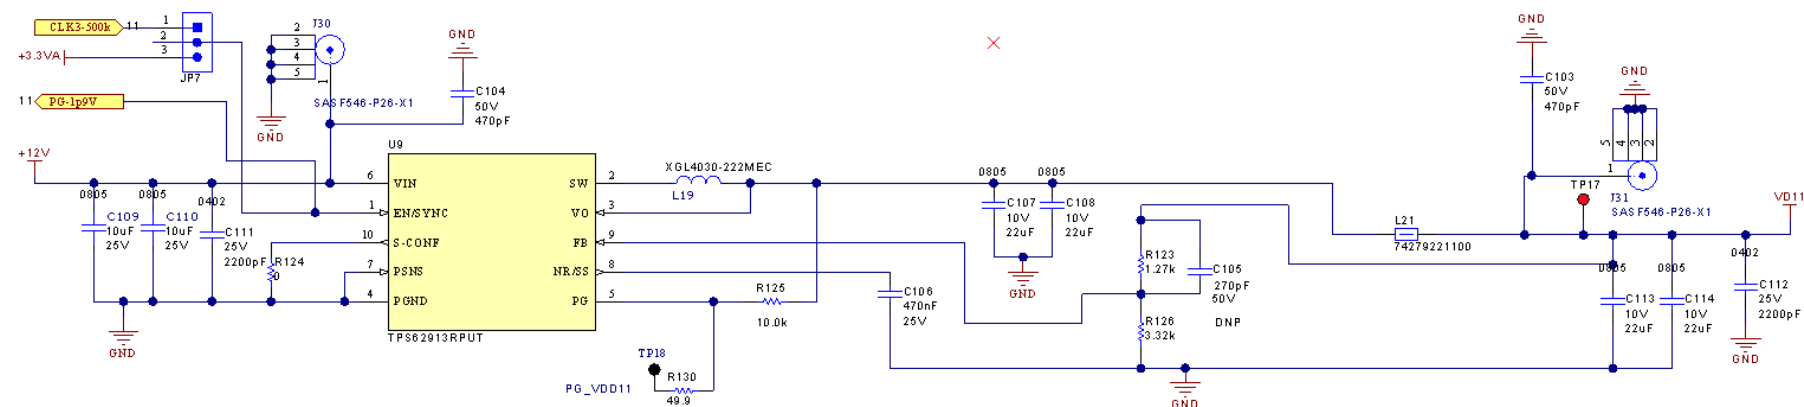 CLK3-500k
11
1
2
3
+3.3VA
JP7
11
PG-1p9V
J30
2
3
4
5
1
SASF546-P26-X1
GND
GND
C104
50V
470pF
+12V
0805
C109
10uF
25V
0805
C110
10uF
25V
0402
C111
25V
2200pF
R124
0
GND
U9
6
VIN
1
EN/SYNC
10
S-CONF
7
PSNS
4
PGND
SW
2
VO
3
FB
9
NR/SS
8
PG
5
TPS62913RPUT
XGL4030-222MEC
L19
R125
10.0k
TP18
PG_VDD11
R130
49.9
C106
470nF
25V
0805
C107
10V
22uF
0805
C108
10V
22uF
GND
R123
1.27k
C105
270pF
50V
DNP
R126
3.32k
GND
L21
74279221100
GND
C103
50V
470pF
GND
5
4
3
2
1
J31
SASF546-P26-X1
TP17
VD11
0805
C113
10V
22uF
0805
C114
10V
22uF
0402
C112
25V
2200pF
GND